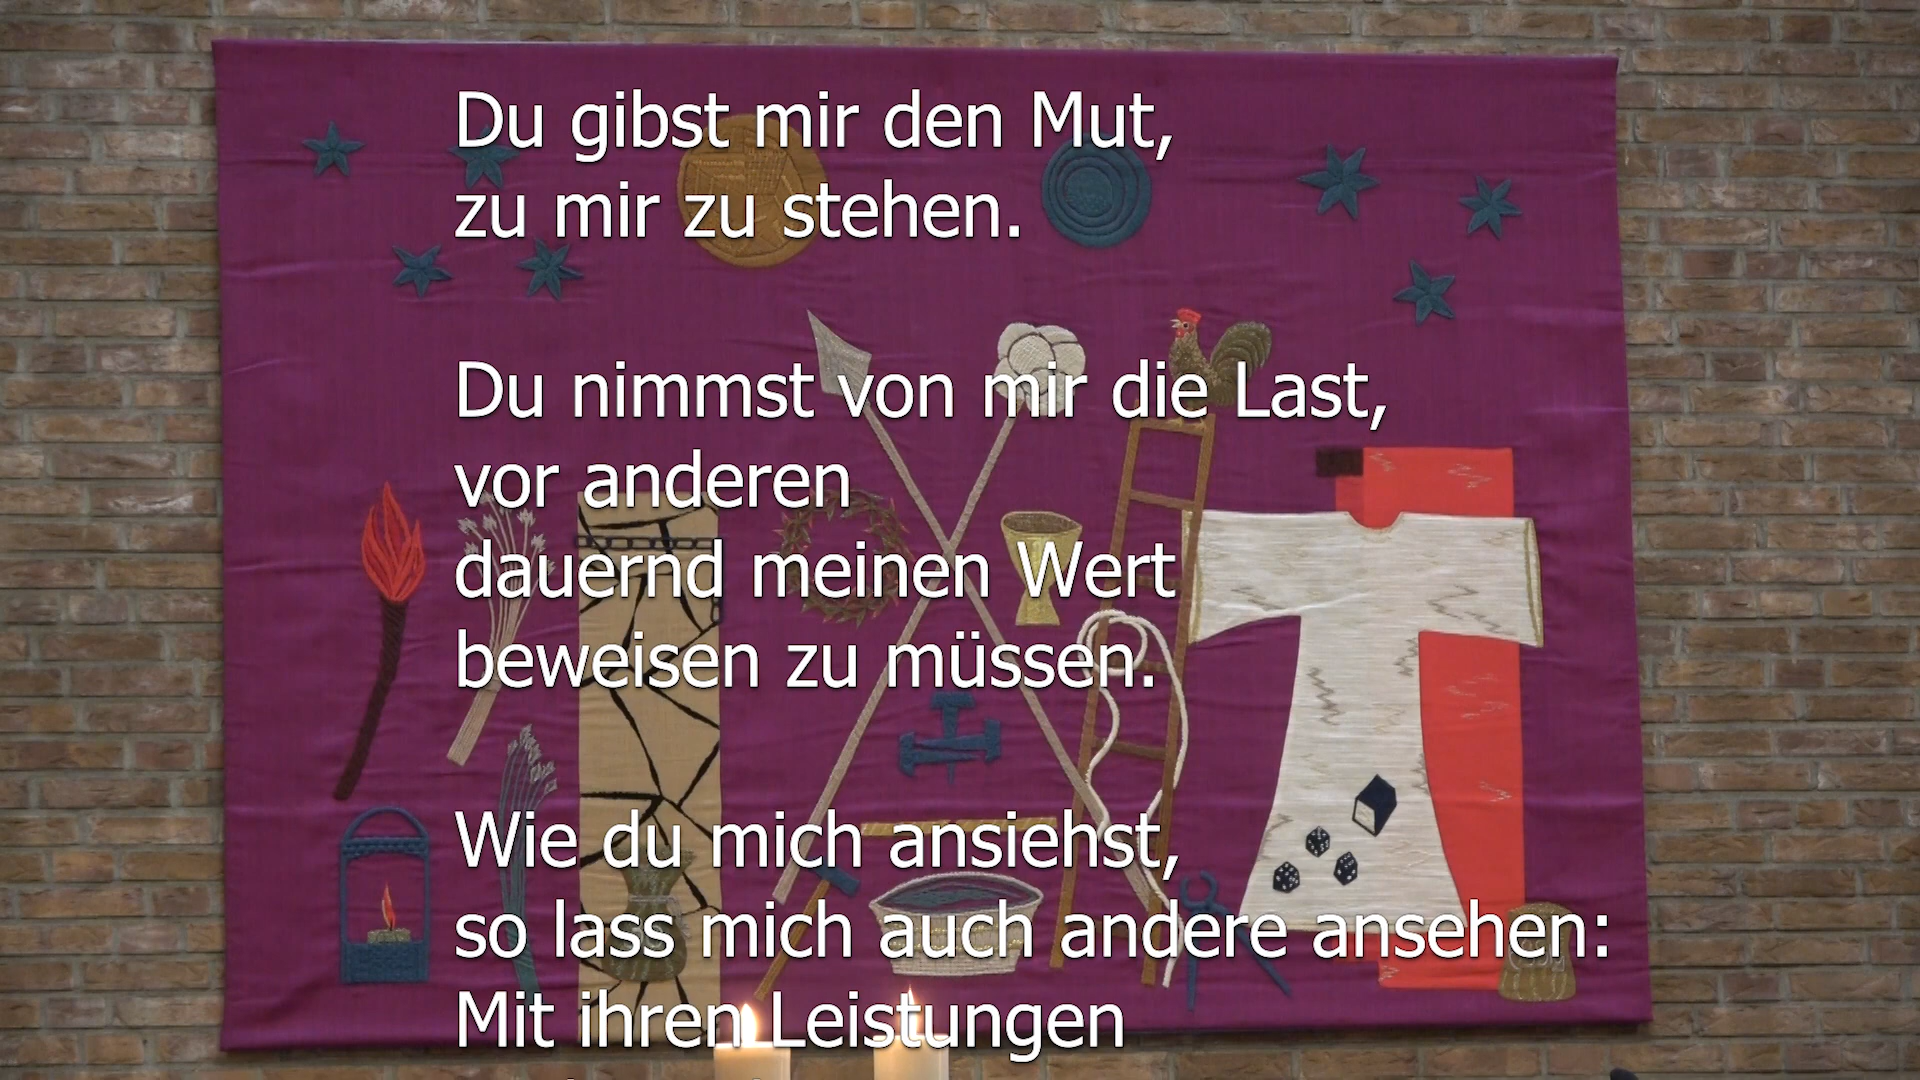 Du gibst mir den Mut,
zu mir zu stehen.
Du nimmst von mir die Last,
vor anderen
dauernd meinen Wert
beweisen zu müssen.
Wie du mich ansiehst,
so lass mich auch andere ansehen:
Mit ihren Leistungen